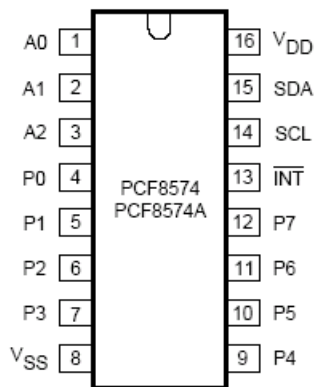 A0 1 16 VDD
A1 2 15 SDA
A2 3 14 SCL
P0 4 13 INT
PCF8574
PCF8574A
P1 5 12 P7
P2 6 11 P6
P3 7 10 P5
VSS 8 9 P4